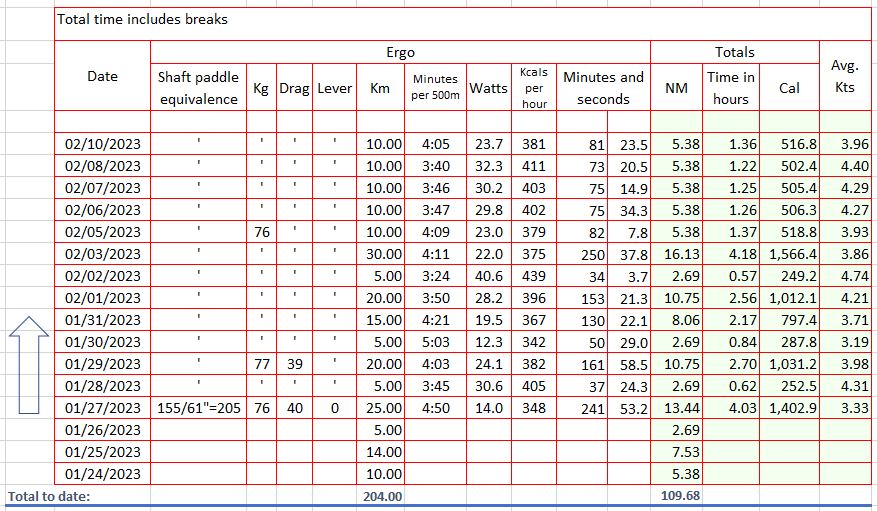 Total time includes breaks
Date Ergo Totals Avg. Kts
Shaft paddle equivalence Kg Drag Lever Km Minutes per 500m Watts Kcals per hour Minutes and seconds NM Time in hours Cal
02/10/2023 ' ' ' ' 10.00 4:05 23.7 381 81 23.5 5.38 1.36 516.8 3.96
02/08/2023 ' ' ' ' 10.00 3:40 32.3 411 73 20.5 5.38 1.22 502.4 4.40
02/07/2023 ' ' ' ' 10.00 3:46 30.2 403 75 14.9 5.38 1.25 505.4 4.29
02/06/2023 ' ' ' ' 10.00 3:47 29.8 402 75 34.3 5.38 1.26 506.3 4.27
02/05/2023 ' 76 ' ' 10.00 4:09 23.0 379 82 7.8 5.38 1.37 518.8 3.93
02/03/2023 ' ' ' ' 30.00 4:11 22.0 375 250 37.8 16.13 4.18 1,566.4 3.86
02/02/2023 ' ' ' ' 5.00 3:24 40.6 439 34 3.7 2.69 0.57 249.2 4.74
02/01/2023 ' ' ' ' 20.00 3:50 28.2 396 153 21.3 10.75 2.56 1,012.1 4.21
01/31/2023 ' ' ' ' 15.00 4:21 19.5 367 130 22.1 8.06 2.17 797.4 3.71
01/30/2023 ' ' ' ' 5.00 5:03 12.3 342 50 29.0 2.69 0.84 287.8 3.19
01/29/2023 ' 77 39 ' 20.00 4:03 24.1 382 161 58.5 10.75 2.70 1,031.2 3.98
01/28/2023 ' ' ' ' 5.00 3:45 30.6 405 37 24.3 2.69 0.62 252.5 4.31
01/27/2023 155/61"=205 76 40 0 25.00 4:50 14.0 348 241 53.2 13.44 4.03 1,402.9 3.33
01/26/2023 5.00 2.69
01/25/2023 14.00 7.53
01/24/2023 10.00 5.38
Total to date: 204.00 109.68